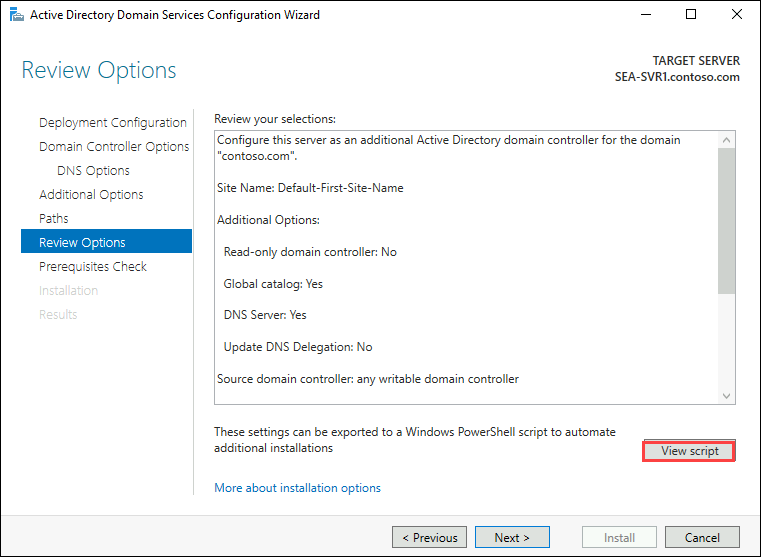 Active Directory Domain Services Configuration Wizard
Review Options
TARGET SERVER
SEA-SVR1.contoso.com
Deployment Configuration
Domain Controller Options
DNS Options
Additional Options
Paths
Review Options
Prerequisites Check
Installation
Results
Review your selections:
Configure this server as an additional Active Directory domain controller for the domain
"contoso.com".
Site Name: Default-First-Site-Name
Additional Options:
Read-only domain controller: No
Global catalog: Yes
DNS Server: Yes
Update DNS Delegation: No
Source domain controller: any writable domain controller
These settings can be exported to a Windows PowerShell script to automate
additional installations
View script
More about installation options
< Previous
Next >
Install
Cancel